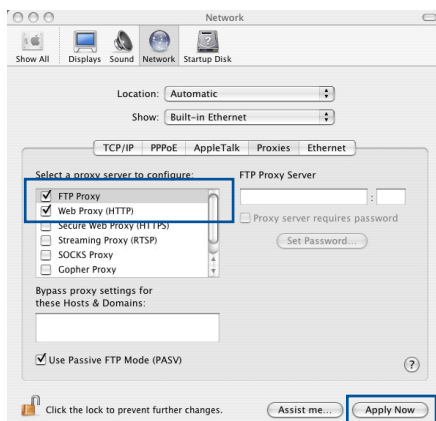 Network
Show All Displays Sound Network Startup Disk
Location: Automatic
Show: Built-in Ethernet
TCP/IP PPPoE AppleTalk Proxies Ethernet
Select a proxy server to configure: FTP Proxy Server
FTP Proxy
:
Web Proxy (HTTP)
Proxy server requires password
Secure Web Proxy (HTTPS)
Streaming Proxy (RTSP)
Set Password...
SOCKS Proxy
Gopher Proxy
Bypass proxy settings for
these Hosts & Domains:
Use Passive FTP Mode (PASV) ?
Click the lock to prevent further changes. Assist me... Apply Now